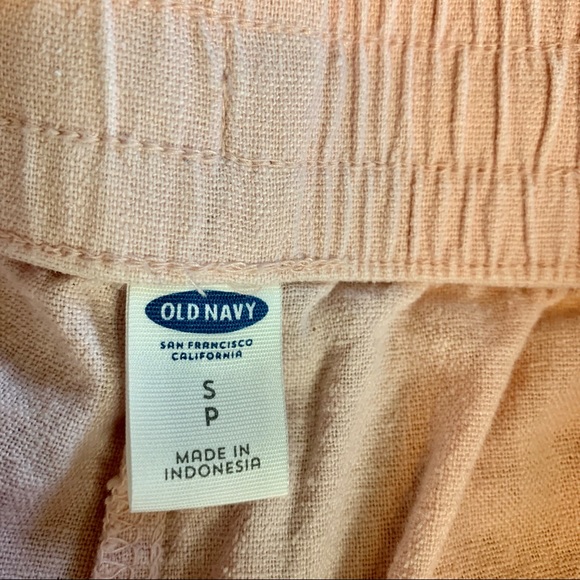 OLD NAVY
SAN FRANCISCO
CALIFORNIA
S
P
MADE IN
INDONESIA